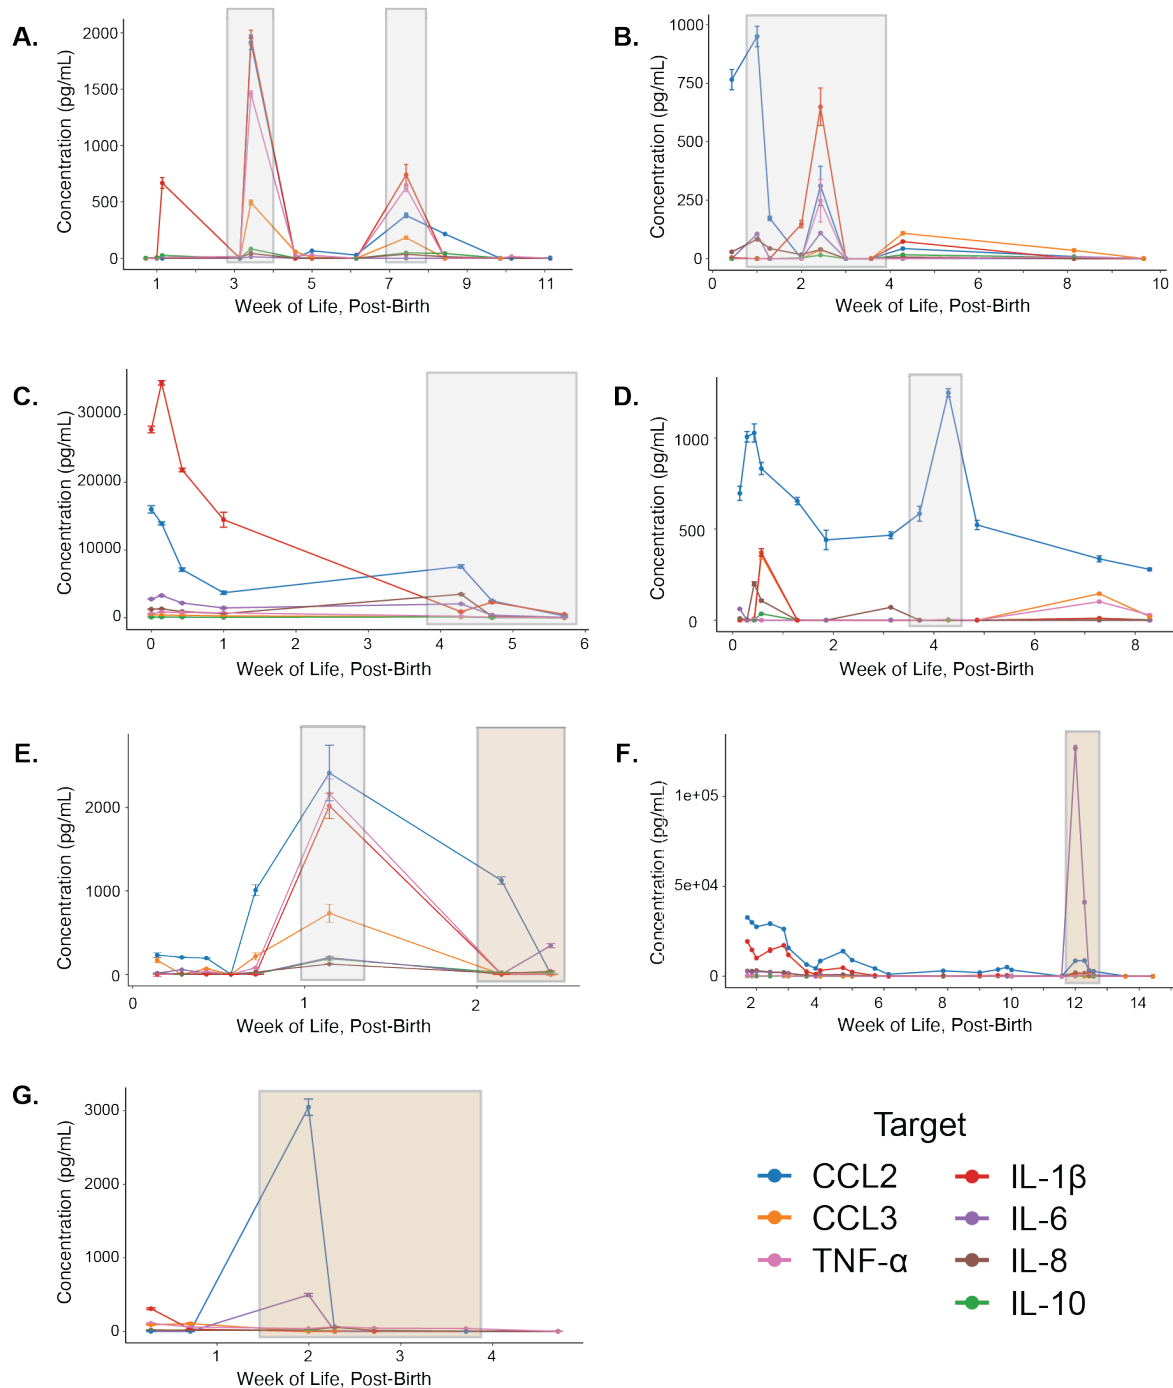 A.
Concentration (pg/mL)
2000
1500
1000
500
0
1 3 5 7 9 11
Week of Life, Post-Birth
B.
Concentration (pg/mL)
1000
750
500
250
0
0 2 4 6 8 10
Week of Life, Post-Birth
C.
Concentration (pg/mL)
30000
20000
10000
0
0 1 2 3 4 5 6
Week of Life, Post-Birth
D.
Concentration (pg/mL)
1000
500
0
0 2 4 6 8
Week of Life, Post-Birth
E.
Concentration (pg/mL)
2000
1000
0
0 1 2
Week of Life, Post-Birth
F.
Concentration (pg/mL)
1e+05
5e+04
0
2 4 6 8 10 12 14
Week of Life, Post-Birth
G.
Concentration (pg/mL)
3000
2000
1000
500
0
1 2 3 4
Week of Life, Post-Birth
Target
CCL2
CCL3
TNF-α
IL-1β
IL-6
IL-8
IL-10